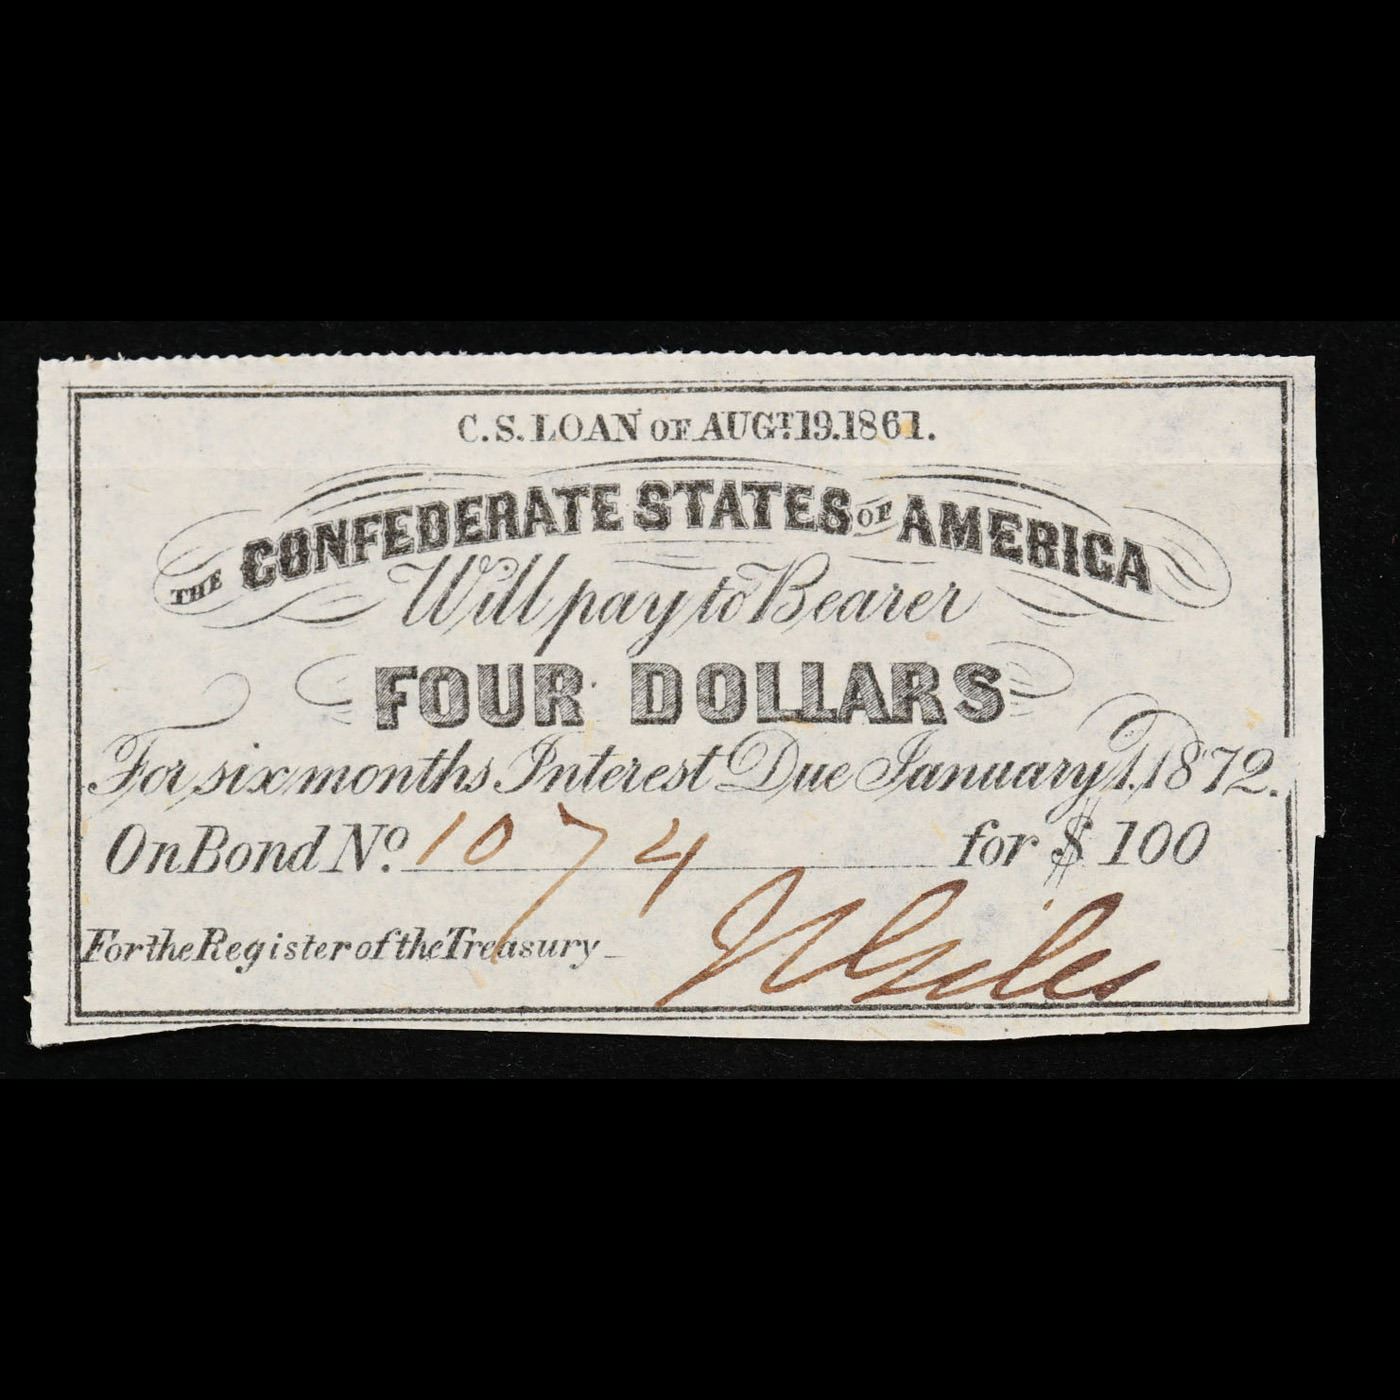 C.S. LOAN OF AUGT. 19. 1861.
THE CONFEDERATE STATES OF AMERICA
Will pay to Bearer
FOUR DOLLARS
For six months Interest Due January 1, 1872.
On Bond No. 1074 for $ 100
For the Register of the Treasury Giles